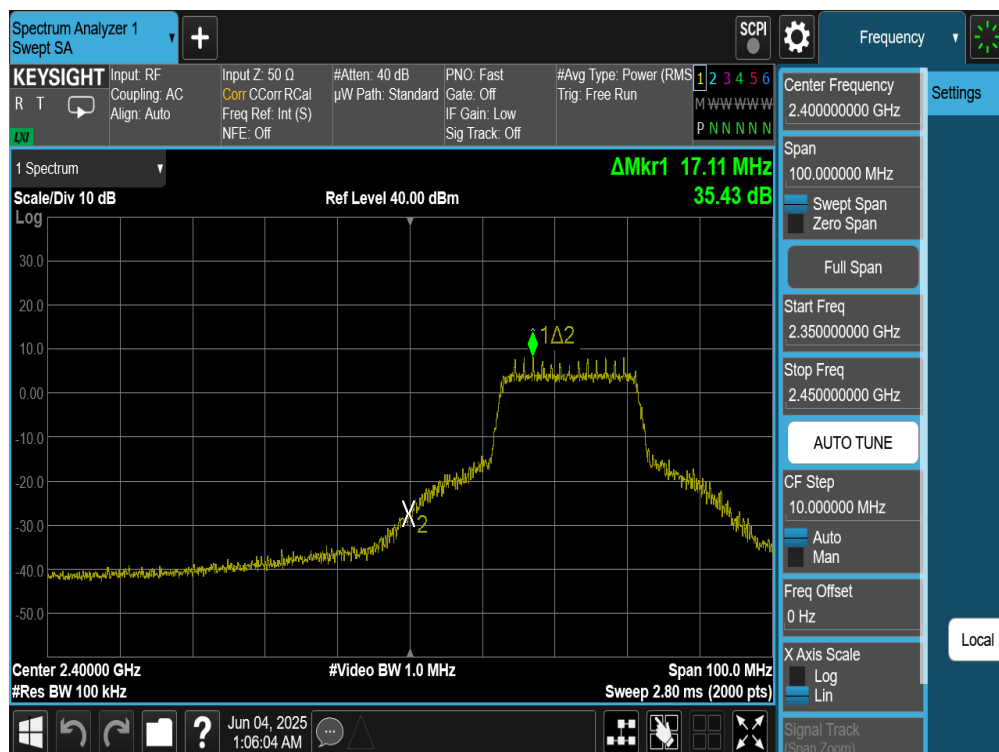 Spectrum Analyzer 1
Swept SA
+
SCPI
Frequency
KEYSIGHT
R T
LXI
Input: RF
Coupling: AC
Align: Auto
Input Z: 50 Ω
Corr CCorr RCal
Freq Ref: Int (S)
NFE: Off
#Atten: 40 dB
µW Path: Standard
PNO: Fast
Gate: Off
IF Gain: Low
Sig Track: Off
#Avg Type: Power (RMS
Trig: Free Run
1 2 3 4 5 6
M W W W W W
P N N N N N
1 Spectrum
Scale/Div 10 dB
Ref Level 40.00 dBm
ΔMkr1 17.11 MHz
35.43 dB
Log
30.0
20.0
10.0
0.00
-10.0
-20.0
-30.0
-40.0
-50.0
1Δ2
X2
Center 2.40000 GHz
#Video BW 1.0 MHz
Span 100.0 MHz
#Res BW 100 kHz
Sweep 2.80 ms (2000 pts)
Center Frequency
2.400000000 GHz
Span
100.000000 MHz
Swept Span
Zero Span
Full Span
Start Freq
2.350000000 GHz
Stop Freq
2.450000000 GHz
AUTO TUNE
CF Step
10.000000 MHz
Auto
Man
Freq Offset
0 Hz
X Axis Scale
Log
Lin
Signal Track
(Span Zoom)
Settings
Local
?
Jun 04, 2025
1:06:04 AM